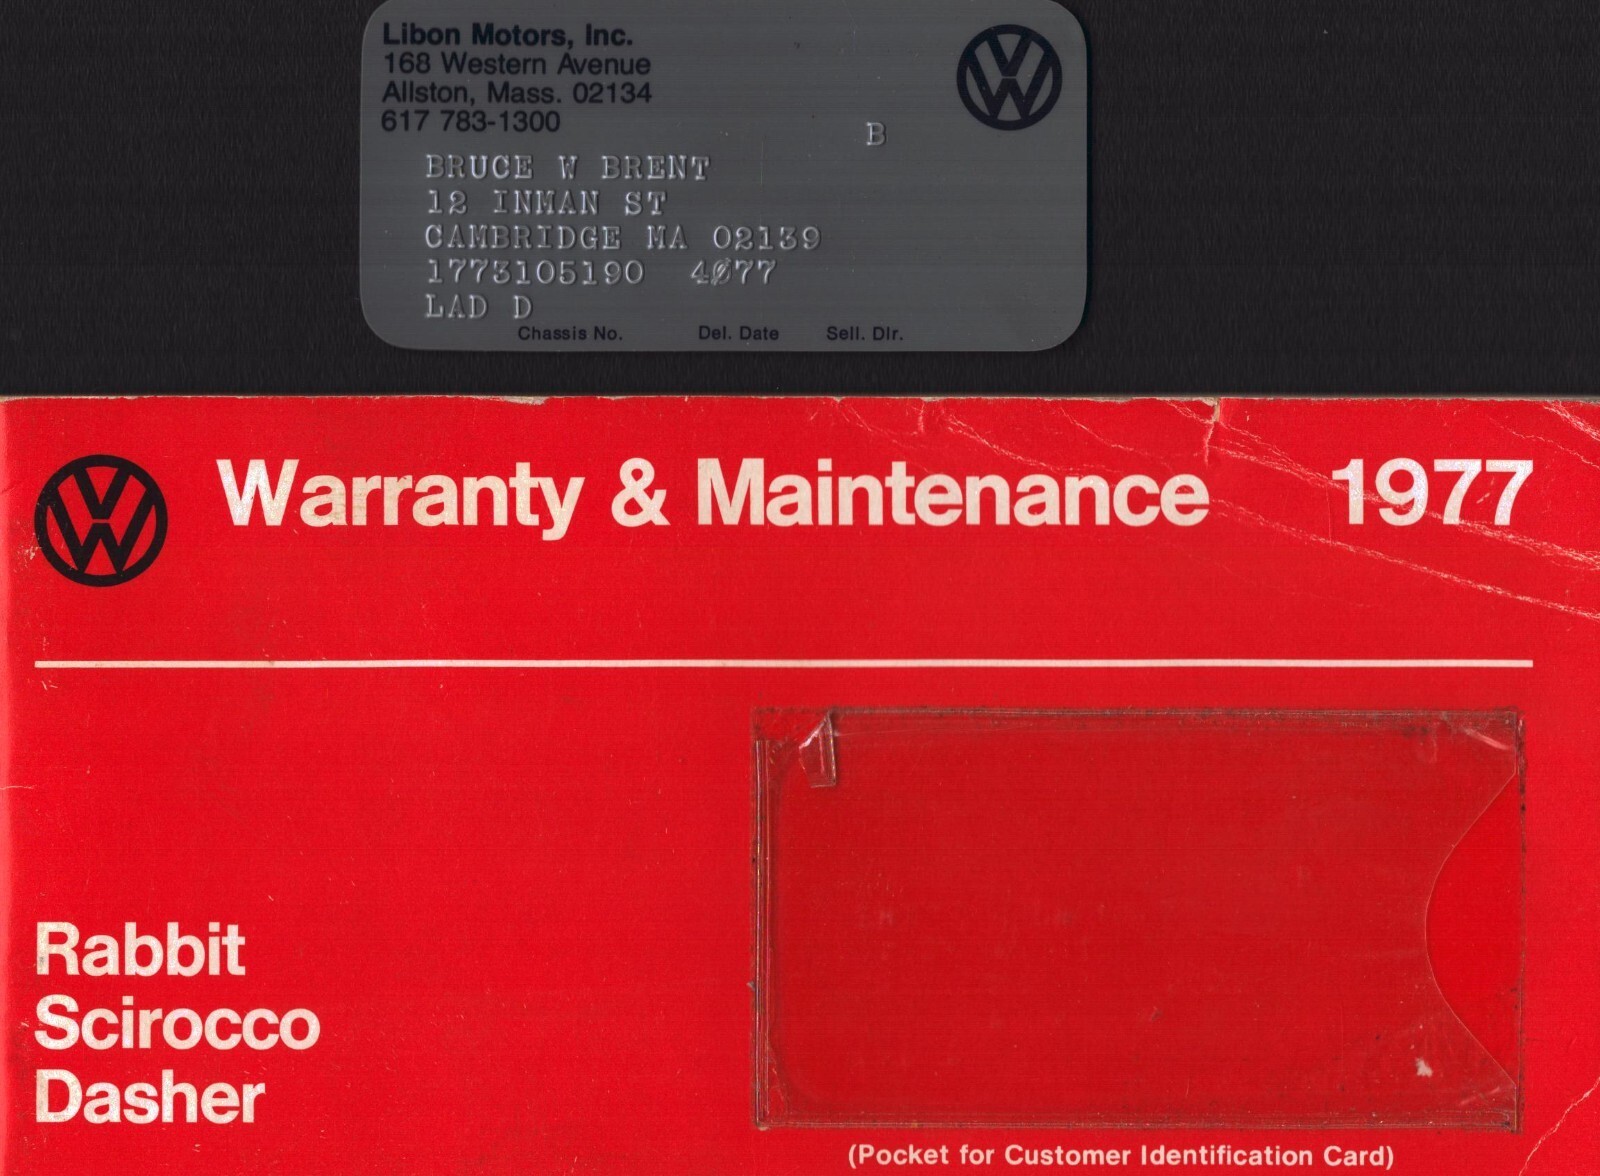 Libon Motors, Inc.
168 Western Avenue
Allston, Mass. 02134
617 783-1300
B
BRUCE W BRENT
12 INMAN ST
CAMBRIDGE MA 02139
1773105190 4077
LAD D
Chassis No. Del. Date Sell. Dlr.
Warranty & Maintenance 1977
Rabbit
Scirocco
Dasher
(Pocket for Customer Identification Card)